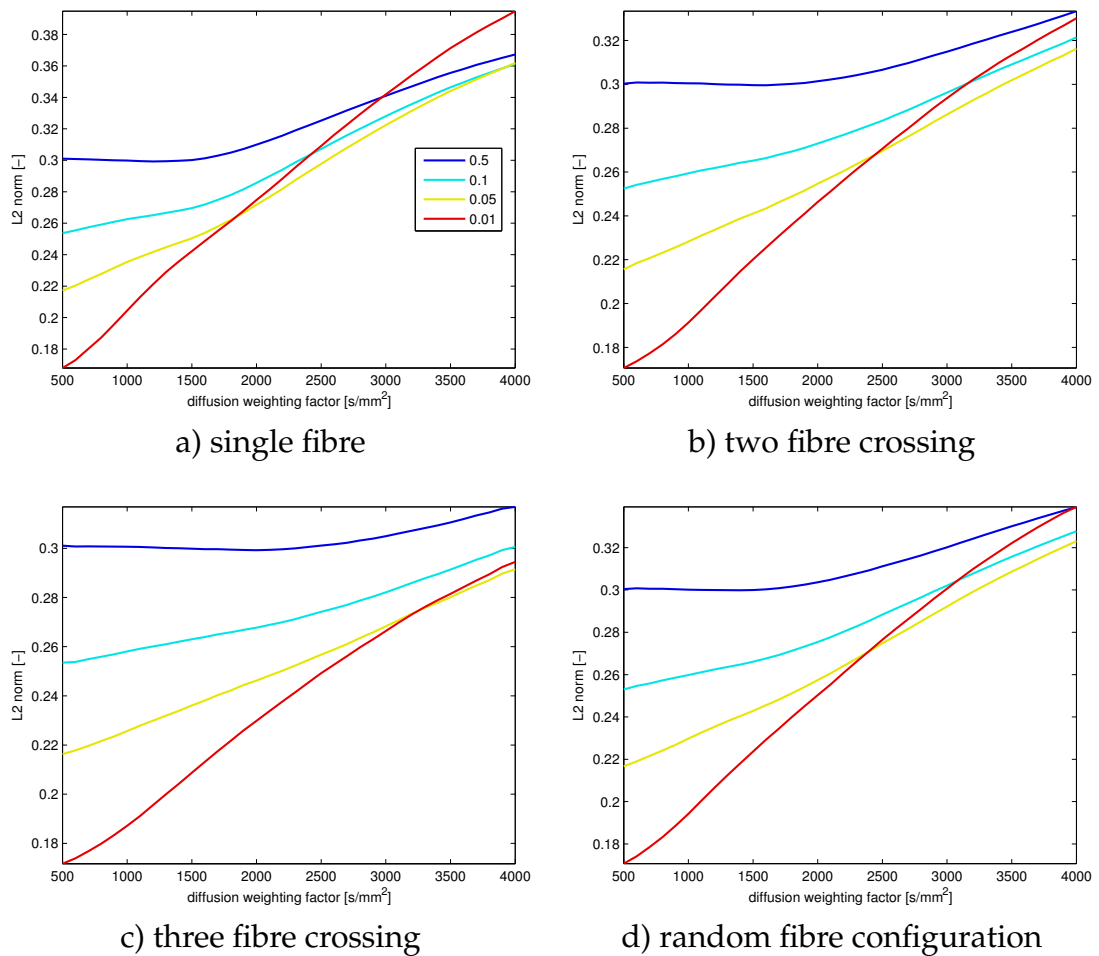 0.38
0.36
0.34
0.32
0.3
0.28
0.26
0.24
0.22
0.2
0.18
L2 norm [–]
0.5
0.1
0.05
0.01
500 1000 1500 2000 2500 3000 3500 4000
diffusion weighting factor [s/mm²]
a) single fibre
0.32
0.3
0.28
0.26
0.24
0.22
0.2
0.18
L2 norm [–]
500 1000 1500 2000 2500 3000 3500 4000
diffusion weighting factor [s/mm²]
b) two fibre crossing
0.3
0.28
0.26
0.24
0.22
0.2
0.18
L2 norm [–]
500 1000 1500 2000 2500 3000 3500 4000
diffusion weighting factor [s/mm²]
c) three fibre crossing
0.32
0.3
0.28
0.26
0.24
0.22
0.2
0.18
L2 norm [–]
500 1000 1500 2000 2500 3000 3500 4000
diffusion weighting factor [s/mm²]
d) random fibre configuration